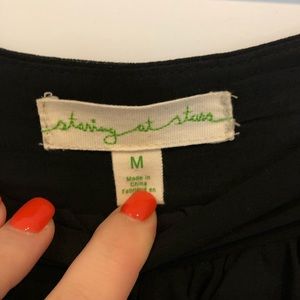 staring at stars
M
Made in
China
Fabriqué en